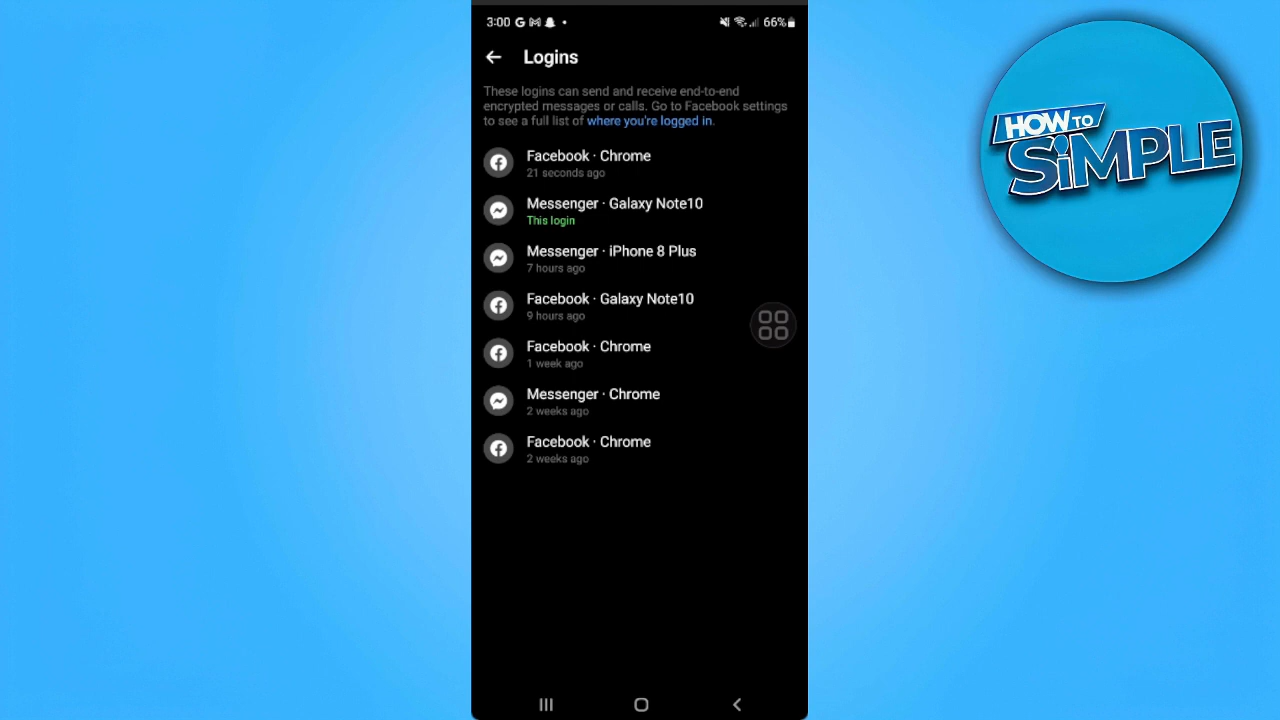 3:00
66%
Logins
These logins can send and receive end-to-end
encrypted messages or calls. Go to Facebook settings
to see a full list of where you're logged in.
Facebook · Chrome
21 seconds ago
Messenger · Galaxy Note10
This login
Messenger · iPhone 8 Plus
7 hours ago
Facebook · Galaxy Note10
9 hours ago
Facebook · Chrome
1 week ago
Messenger · Chrome
2 weeks ago
Facebook · Chrome
2 weeks ago
HOW TO
SiMPLE